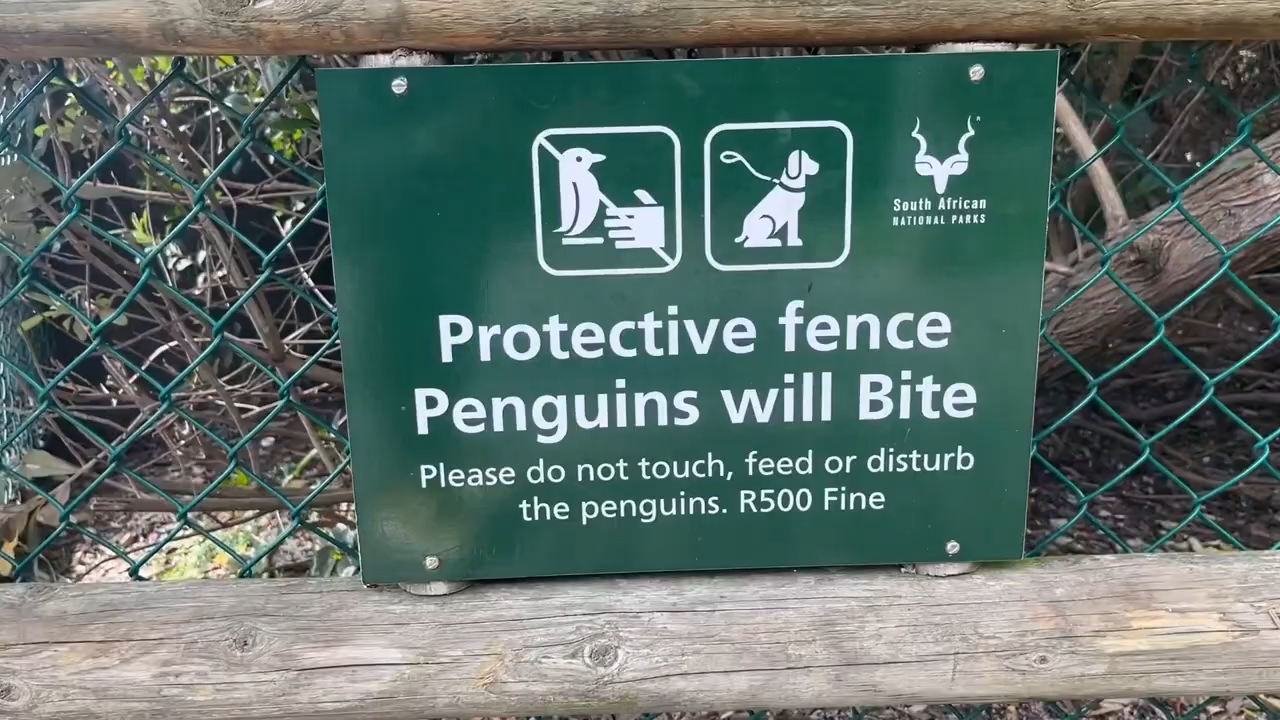 South African
NATIONAL PARKS
Protective fence
Penguins will Bite
Please do not touch, feed or disturb
the penguins. R500 Fine